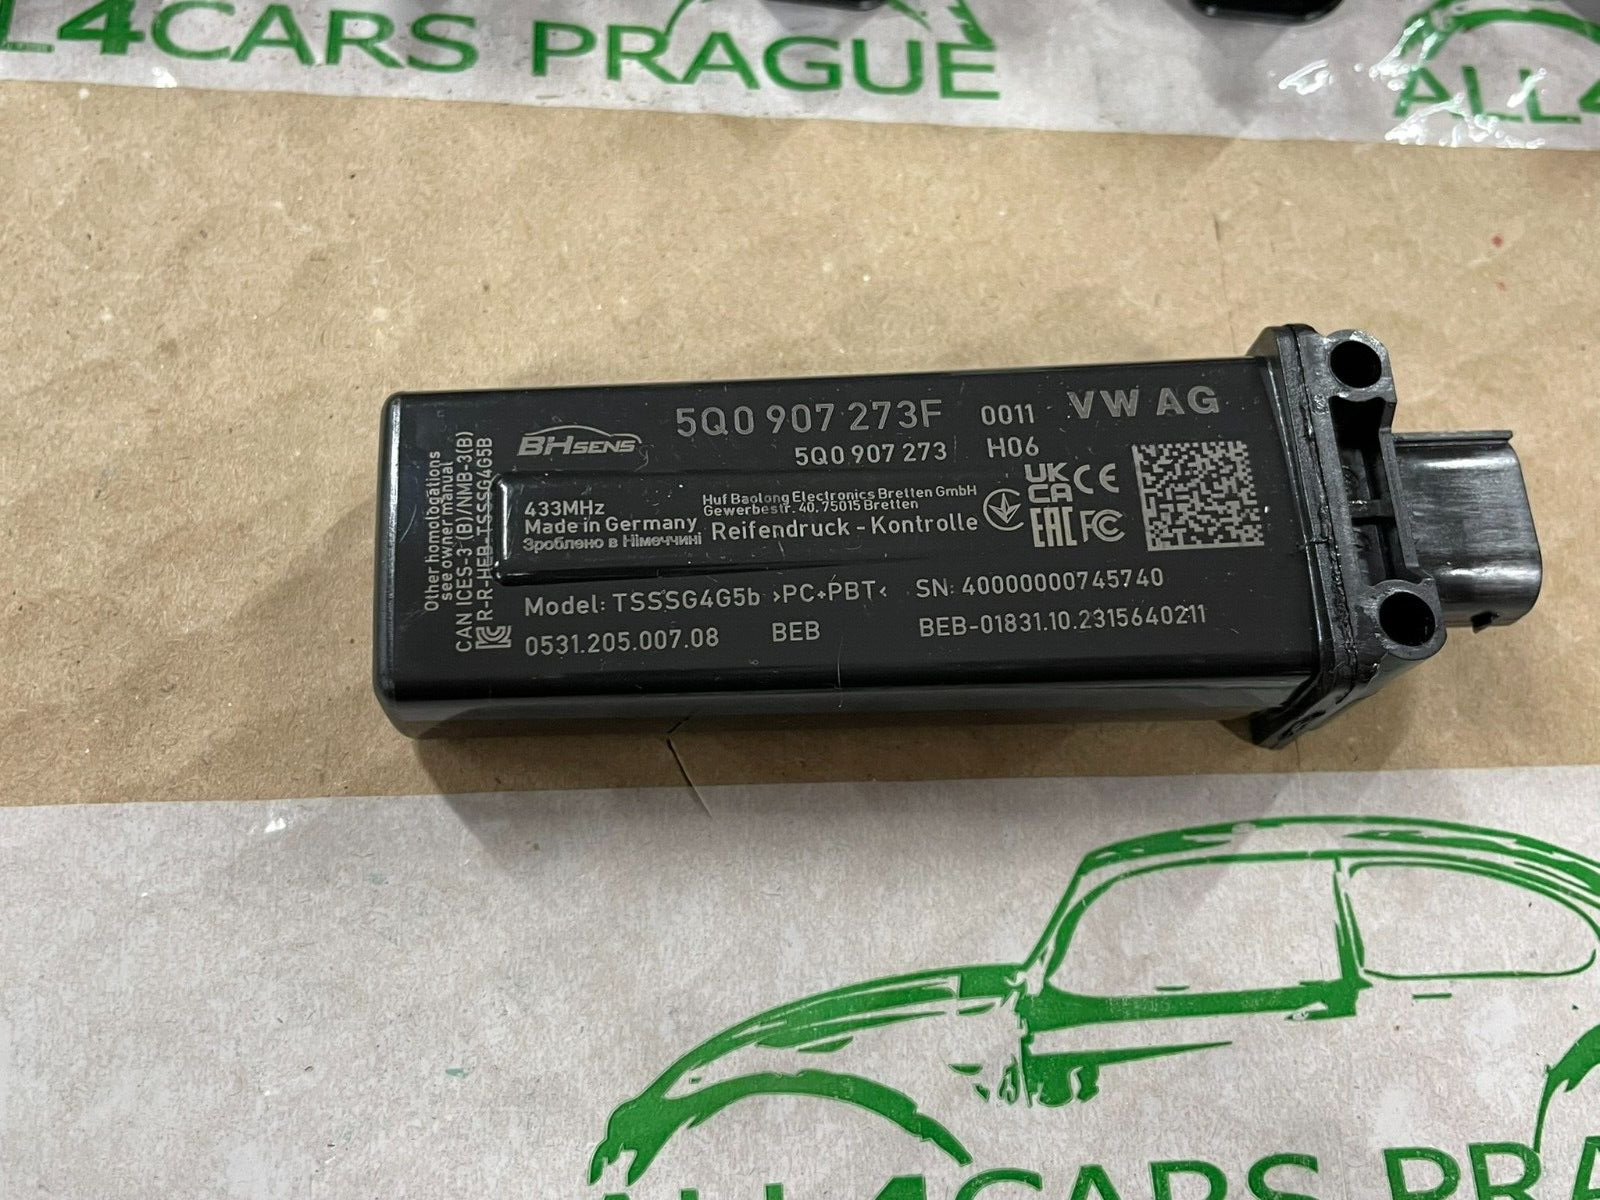 ALL4CARS PRAGUE
ALL4
5Q0 907 273F 0011 VW AG
BHSENS
5Q0 907 273 H06
433MHz
Made in Germany
Зроблено в Німеччині
Huf Baolong Electronics Bretten GmbH
Gewerbestr. 40, 75015 Bretten
Reifendruck - Kontrolle
UK
CA
CE
EAC
FC
Model: TSSSG4G5b >PC+PBT< SN: 40000000745740
0531.205.007.08 BEB BEB-01831.10.2315640211
Other homologations
see owner manual
CAN ICES-3 (B)/NMB-3(B)
R-R-HEB-TSSSG4G5B
ALL4CARS PRA